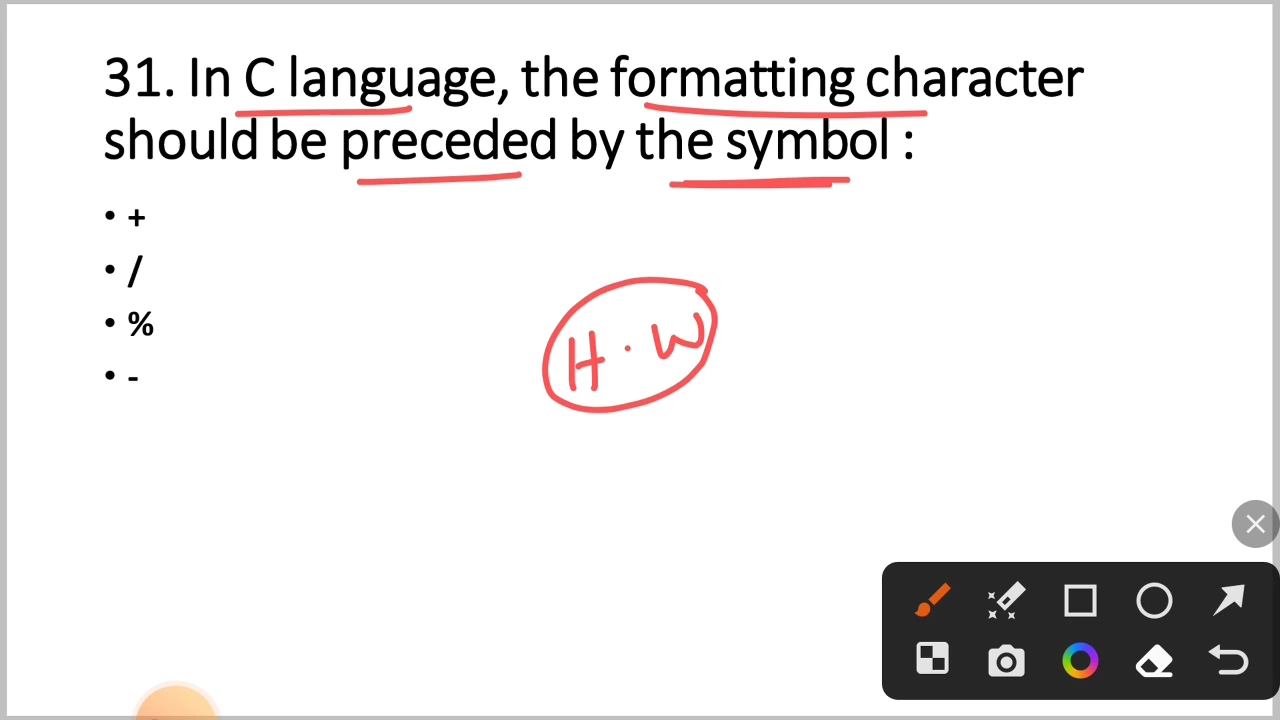 31. In C language, the formatting character
should be preceded by the symbol :
• +
• /
• %
• -
H.W